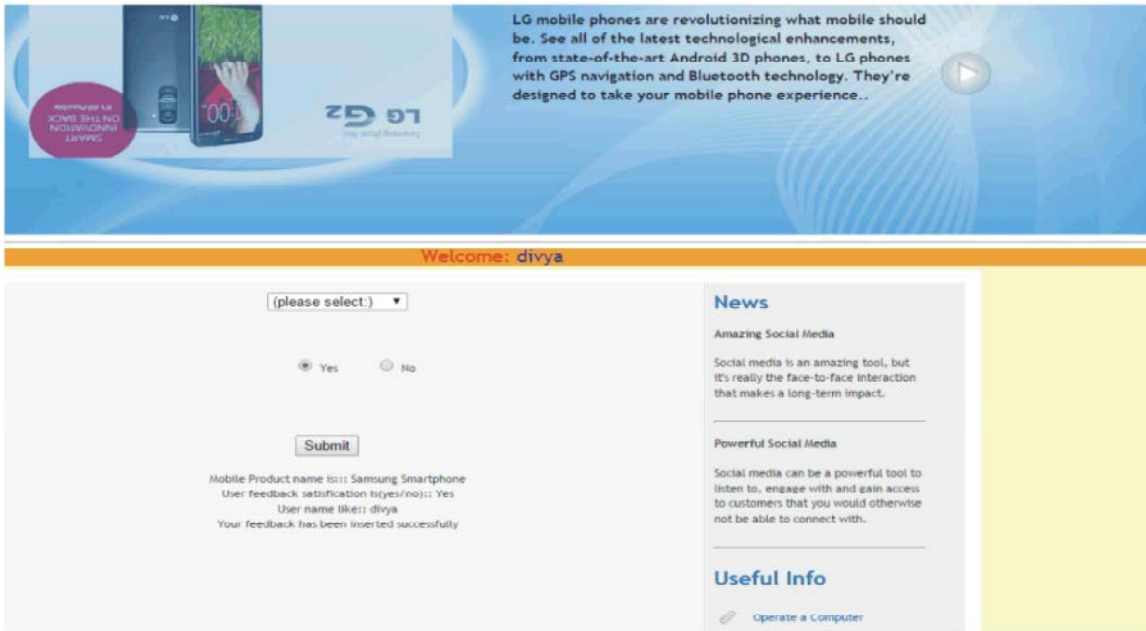 LG mobile phones are revolutionizing what mobile should
be. See all of the latest technological enhancements,
from state-of-the-art Android 3D phones, to LG phones
with GPS navigation and Bluetooth technology. They're
designed to take your mobile phone experience..
SMART
INNOVATION
ON THE BACK
LG
LG G2
Welcome: divya
(please select:)
Yes No
Submit
Mobile Product name is::: Samsung Smartphone
User feedback satisfication is(yes/no):: Yes
User name like:: divya
Your feedback has been inserted successfully
News
Amazing Social Media
Social media is an amazing tool, but
it's really the face-to-face interaction
that makes a long-term impact.
Powerful Social Media
Social media can be a powerful tool to
listen to, engage with and gain access
to customers that you would otherwise
not be able to connect with.
Useful Info
Operate a Computer